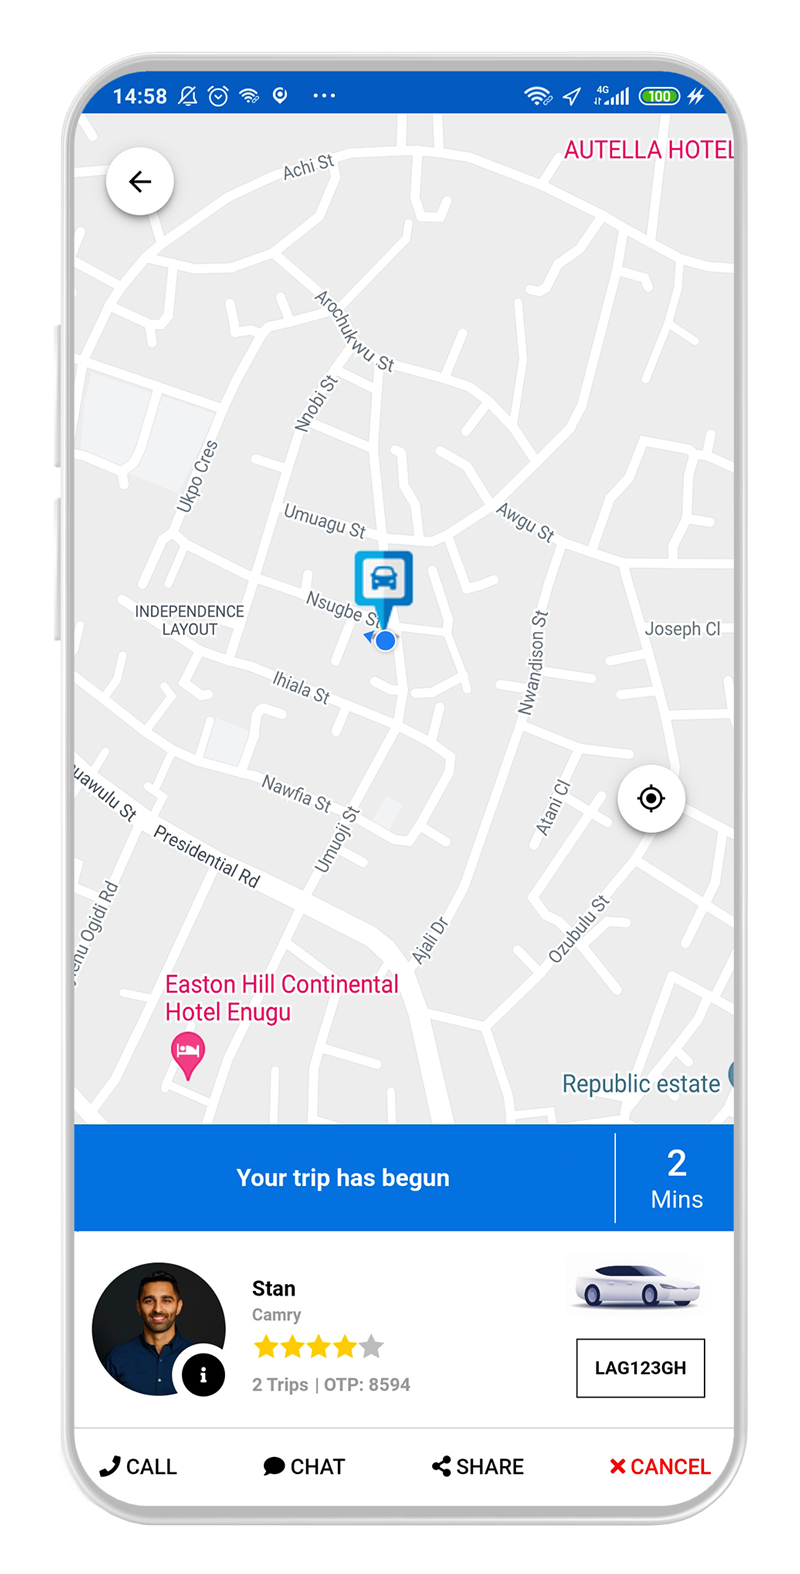 14:58
4G
100
AUTELLA HOTEL
Achi St
Arochukwu St
Nnobi St
Ukpo Cres
Umuagu St
Awgu St
Nsugbe S
INDEPENDENCE
LAYOUT
Joseph Cl
Nwandison St
Ihiala St
Nawfia St
Atani Cl
Umuoji St
uawulu St
Presidential Rd
Ogidi Rd
Ajali Dr
Ozubulu St
Easton Hill Continental
Hotel Enugu
Republic estate
Your trip has begun
2
Mins
Stan
Camry
2 Trips | OTP: 8594
LAG123GH
CALL
CHAT
SHARE
CANCEL